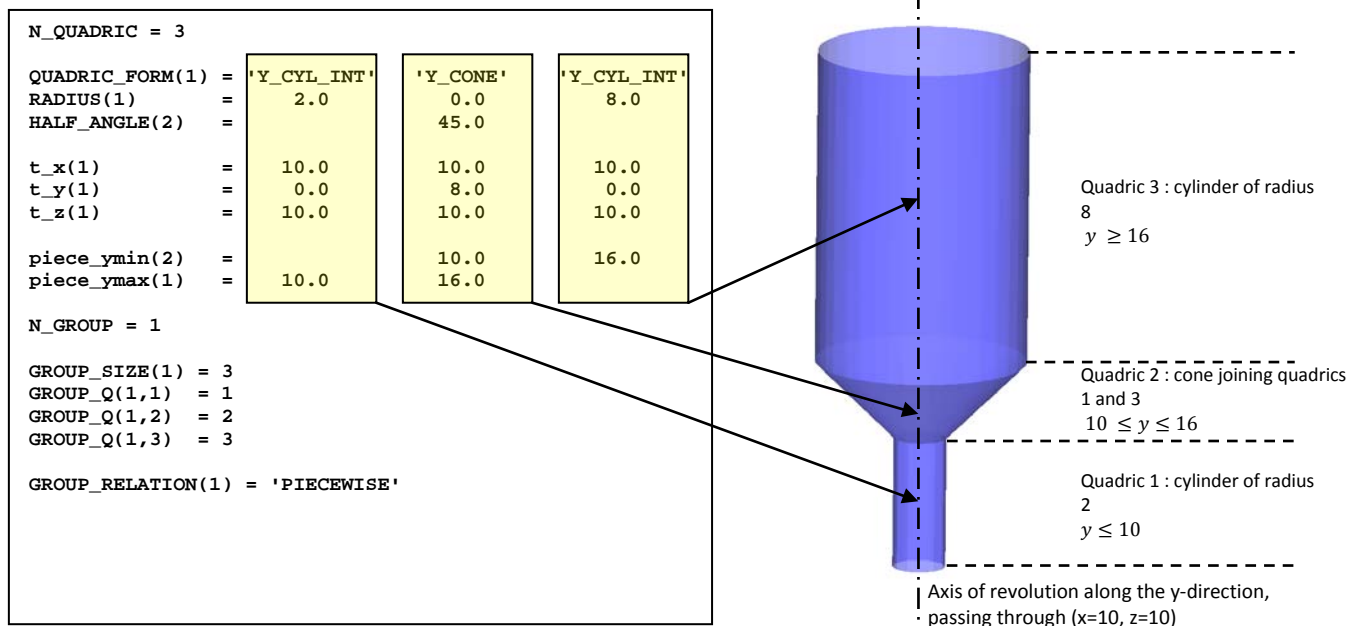 N_QUADRIC = 3
QUADRIC_FORM(1) = 'Y_CYL_INT' 'Y_CONE' 'Y_CYL_INT'
RADIUS(1) = 2.0 0.0 8.0
HALF_ANGLE(2) = 45.0
t_x(1) = 10.0 10.0 10.0
t_y(1) = 0.0 8.0 0.0
t_z(1) = 10.0 10.0 10.0
piece_ymin(2) = 10.0 16.0
piece_ymax(1) = 10.0 16.0
N_GROUP = 1
GROUP_SIZE(1) = 3
GROUP_Q(1,1) = 1
GROUP_Q(1,2) = 2
GROUP_Q(1,3) = 3
GROUP_RELATION(1) = 'PIECEWISE'
Quadric 3 : cylinder of radius
8
y ≥ 16
Quadric 2 : cone joining quadrics
1 and 3
10 ≤ y ≤ 16
Quadric 1 : cylinder of radius
2
y ≤ 10
Axis of revolution along the y-direction,
passing through (x=10, z=10)